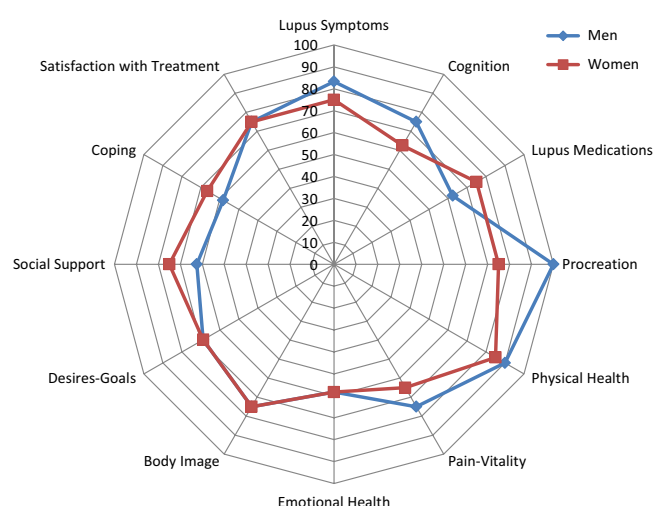 Lupus Symptoms
100
90
80
70
60
50
40
30
20
10
0
Men
Women
Cognition
Lupus Medications
Procreation
Physical Health
Pain-Vitality
Emotional Health
Body Image
Desires-Goals
Social Support
Coping
Satisfaction with Treatment